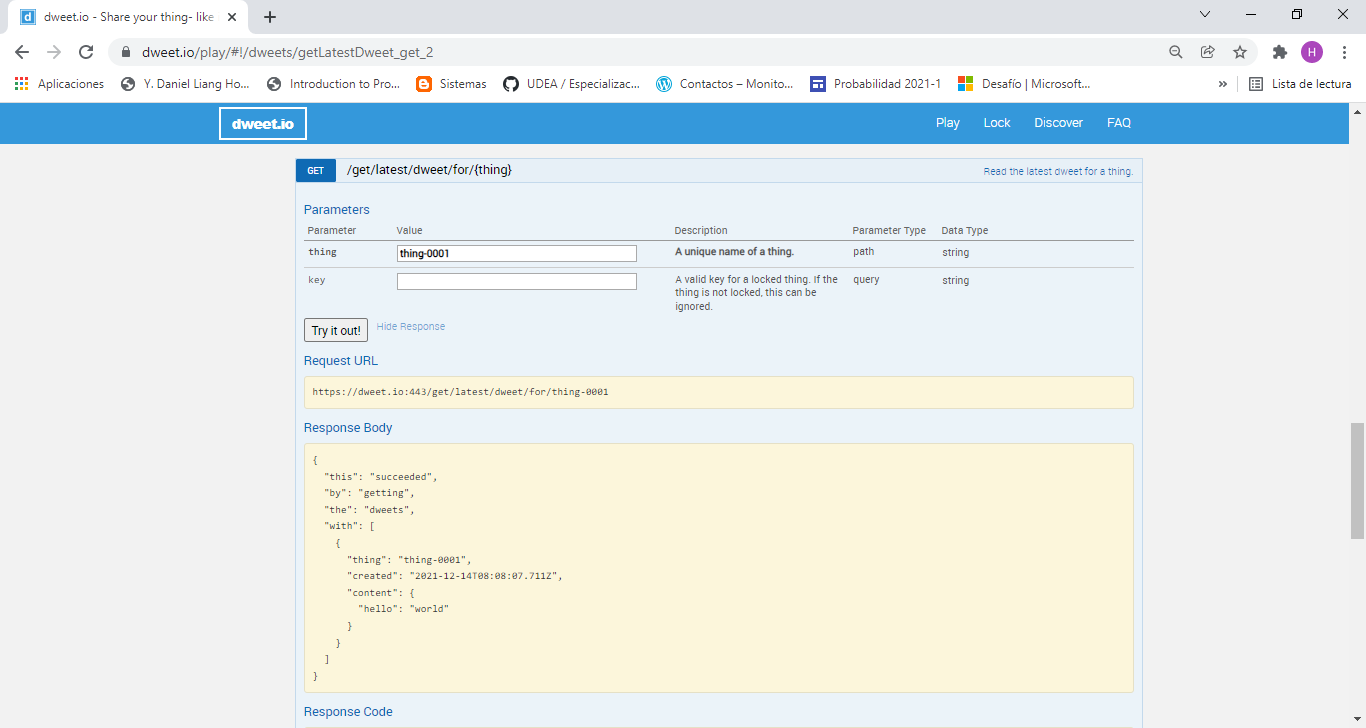 dweet.io - Share your thing- like
dweet.io/play/#!/dweets/getLatestDweet_get_2
H
Aplicaciones
Y. Daniel Liang Ho...
Introduction to Pro...
Sistemas
UDEA / Especializac...
Contactos – Monito...
Probabilidad 2021-1
Desafío | Microsoft...
»
Lista de lectura
dweet.io
Play
Lock
Discover
FAQ
GET /get/latest/dweet/for/{thing} Read the latest dweet for a thing.
Parameters
Parameter Value Description Parameter Type Data Type
thing thing-0001 A unique name of a thing. path string
key A valid key for a locked thing. If the query string
thing is not locked, this can be
ignored.
Try it out! Hide Response
Request URL
https://dweet.io:443/get/latest/dweet/for/thing-0001
Response Body
{
"this": "succeeded",
"by": "getting",
"the": "dweets",
"with": [
{
"thing": "thing-0001",
"created": "2021-12-14T08:08:07.711Z",
"content": {
"hello": "world"
}
}
]
}
Response Code